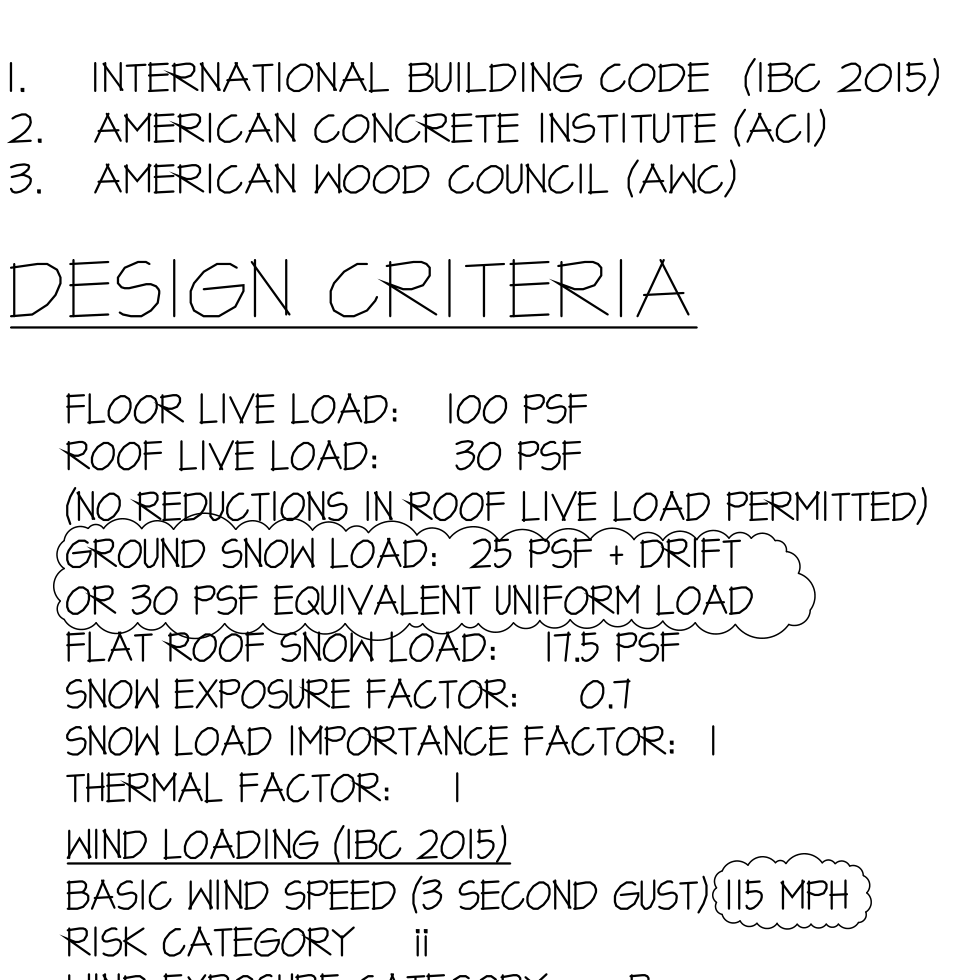 1. INTERNATIONAL BUILDING CODE (IBC 2015)
2. AMERICAN CONCRETE INSTITUTE (ACI)
3. AMERICAN WOOD COUNCIL (AWC)
DESIGN CRITERIA
FLOOR LIVE LOAD: 100 PSF
ROOF LIVE LOAD: 30 PSF
(NO REDUCTIONS IN ROOF LIVE LOAD PERMITTED)
GROUND SNOW LOAD: 25 PSF + DRIFT
OR 30 PSF EQUIVALENT UNIFORM LOAD
FLAT ROOF SNOW LOAD: 17.5 PSF
SNOW EXPOSURE FACTOR: 0.7
SNOW LOAD IMPORTANCE FACTOR: 1
THERMAL FACTOR: 1
WIND LOADING (IBC 2015)
BASIC WIND SPEED (3 SECOND GUST) 115 MPH
RISK CATEGORY ii
WIND EXPOSURE CATEGORY